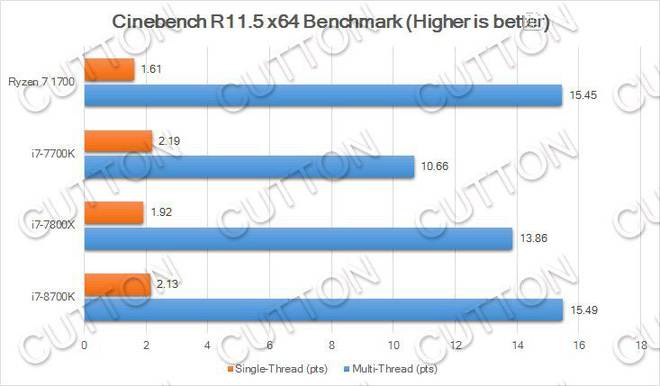 Cinebench R11.5 x64 Benchmark (Higher is better)
Ryzen 7 1700
1.61
15.45
i7-7700K
2.19
10.66
i7-7800X
1.92
13.86
i7-8700K
2.13
15.49
0 2 4 6 8 10 12 14 16 18
Single-Thread (pts) Multi-Thread (pts)
CUTTON
CUTTON
CUTTON
CUTTON
CUTTON
CUTTON
CUTTON
CUTTON
CUTTON
CUTTON
CUTTON
CUTTON